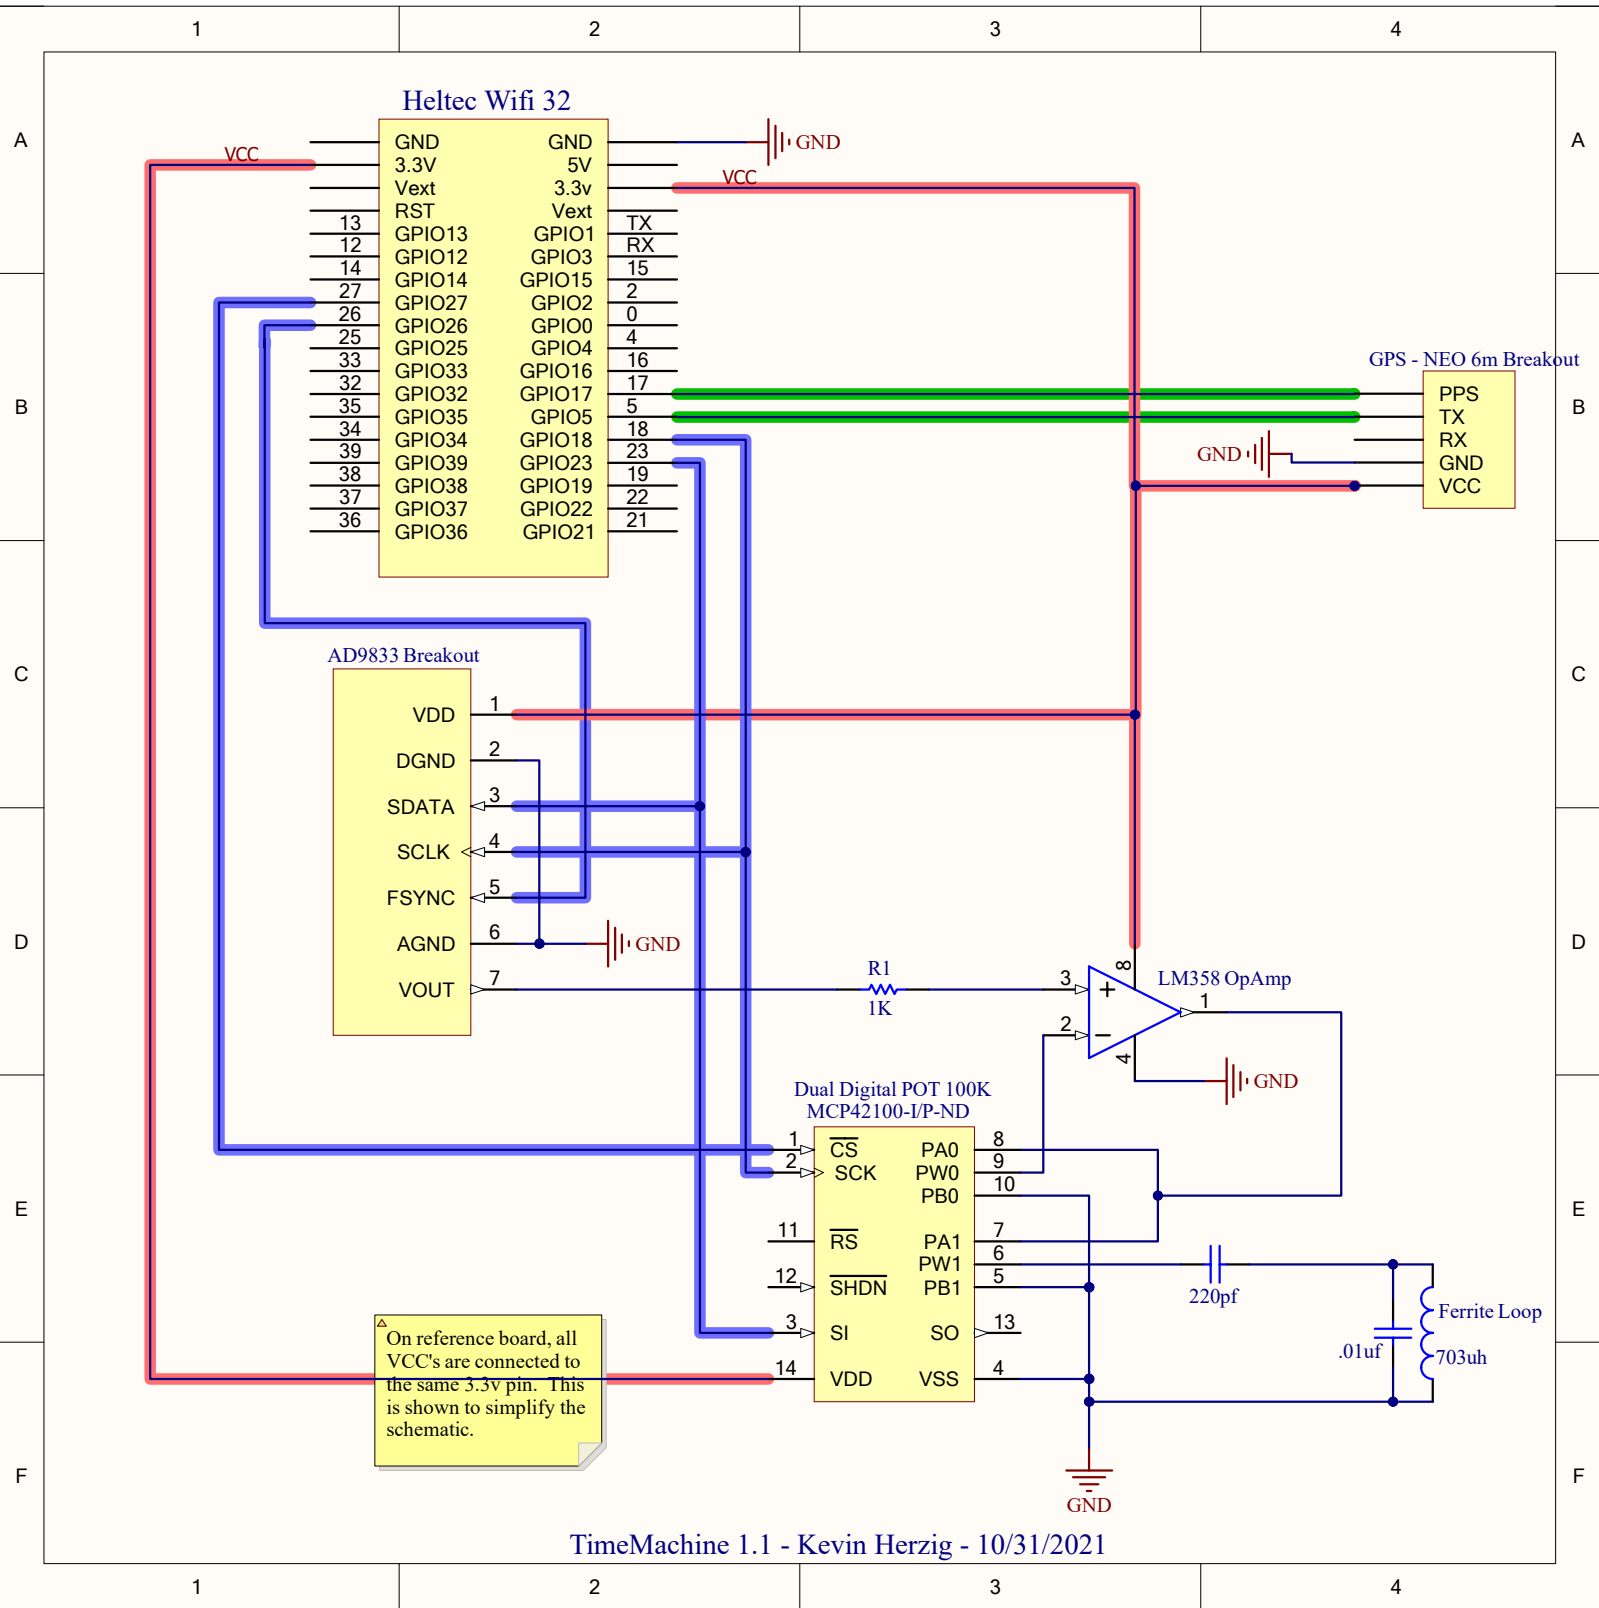 1
2
3
4
A
A
Heltec Wifi 32
GND
GND
GND
VCC
3.3V
5V
Vext
3.3v
VCC
RST
Vext
13
GPIO13
GPIO1
TX
12
GPIO12
GPIO3
RX
14
GPIO14
GPIO15
15
27
GPIO27
GPIO2
2
26
GPIO26
GPIO0
0
25
GPIO25
GPIO4
4
33
GPIO33
GPIO16
16
32
GPIO32
GPIO17
17
35
GPIO35
GPIO5
5
34
GPIO34
GPIO18
18
39
GPIO39
GPIO23
23
38
GPIO38
GPIO19
19
37
GPIO37
GPIO22
22
36
GPIO36
GPIO21
21
B
B
GPS - NEO 6m Breakout
PPS
TX
RX
GND
GND
VCC
C
C
AD9833 Breakout
VDD
1
DGND
2
SDATA
3
SCLK
4
FSYNC
5
AGND
6
GND
VOUT
7
D
D
R1
1K
LM358 OpAmp
3
8
2
4
1
GND
Dual Digital POT 100K
MCP42100-I/P-ND
1
CS
PA0
8
2
SCK
PW0
9
PB0
10
11
RS
PA1
7
PW1
6
12
SHDN
PB1
5
3
SI
SO
13
14
VDD
VSS
4
E
E
220pf
.01uf
Ferrite Loop
703uh
On reference board, all
VCC's are connected to
the same 3.3v pin. This
is shown to simplify the
schematic.
GND
F
F
TimeMachine 1.1 - Kevin Herzig - 10/31/2021
1
2
3
4